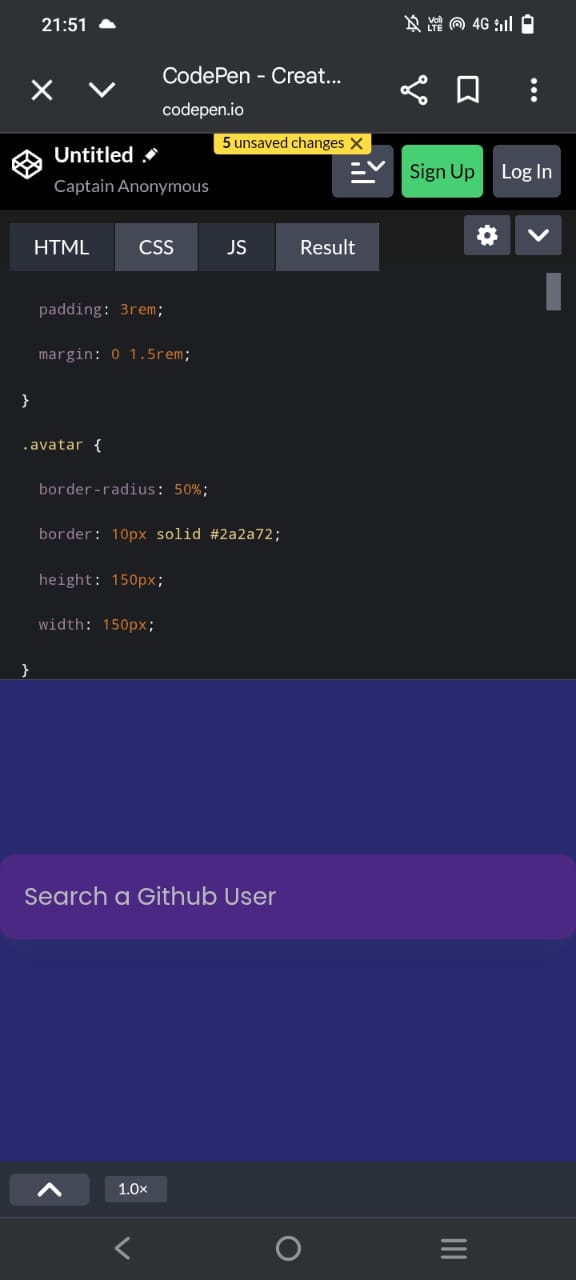 21:51
Vo)) LTE 4G
CodePen - Creat...
codepen.io
5 unsaved changes
Untitled
Captain Anonymous
Sign Up
Log In
HTML
CSS
JS
Result
padding: 3rem;
margin: 0 1.5rem;
}
.avatar {
border-radius: 50%;
border: 10px solid #2a2a72;
height: 150px;
width: 150px;
}
Search a Github User
1.0×